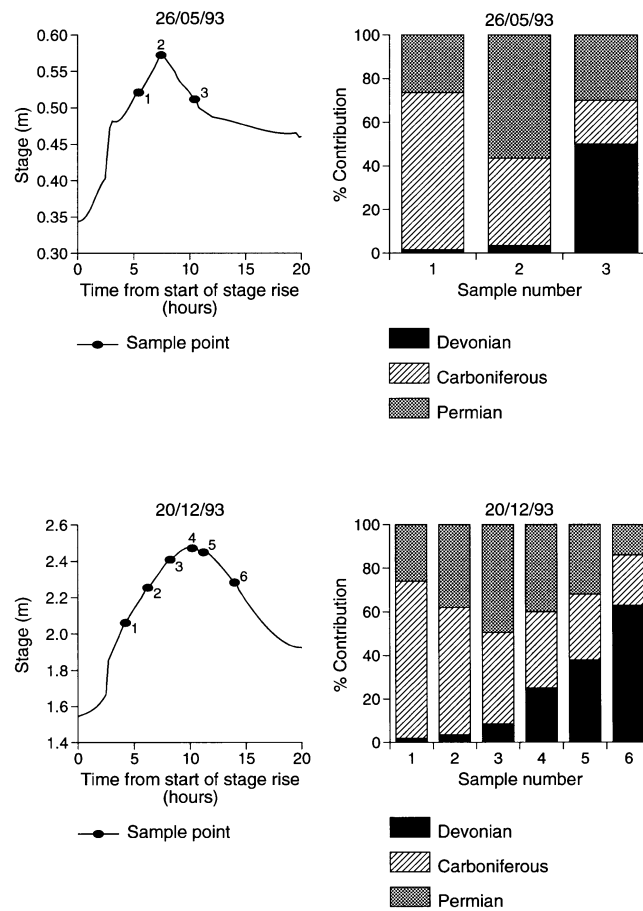 26/05/93
0.60
0.55
0.50
0.45
0.40
0.35
0.30
Stage (m)
1
2
3
0 5 10 15 20
Time from start of stage rise
(hours)
Sample point
26/05/93
100
80
60
40
20
0
% Contribution
1 2 3
Sample number
Devonian
Carboniferous
Permian
20/12/93
2.6
2.4
2.2
2.0
1.8
1.6
1.4
Stage (m)
1
2
3
4
5
6
0 5 10 15 20
Time from start of stage rise
(hours)
Sample point
20/12/93
100
80
60
40
20
0
% Contribution
1 2 3 4 5 6
Sample number
Devonian
Carboniferous
Permian